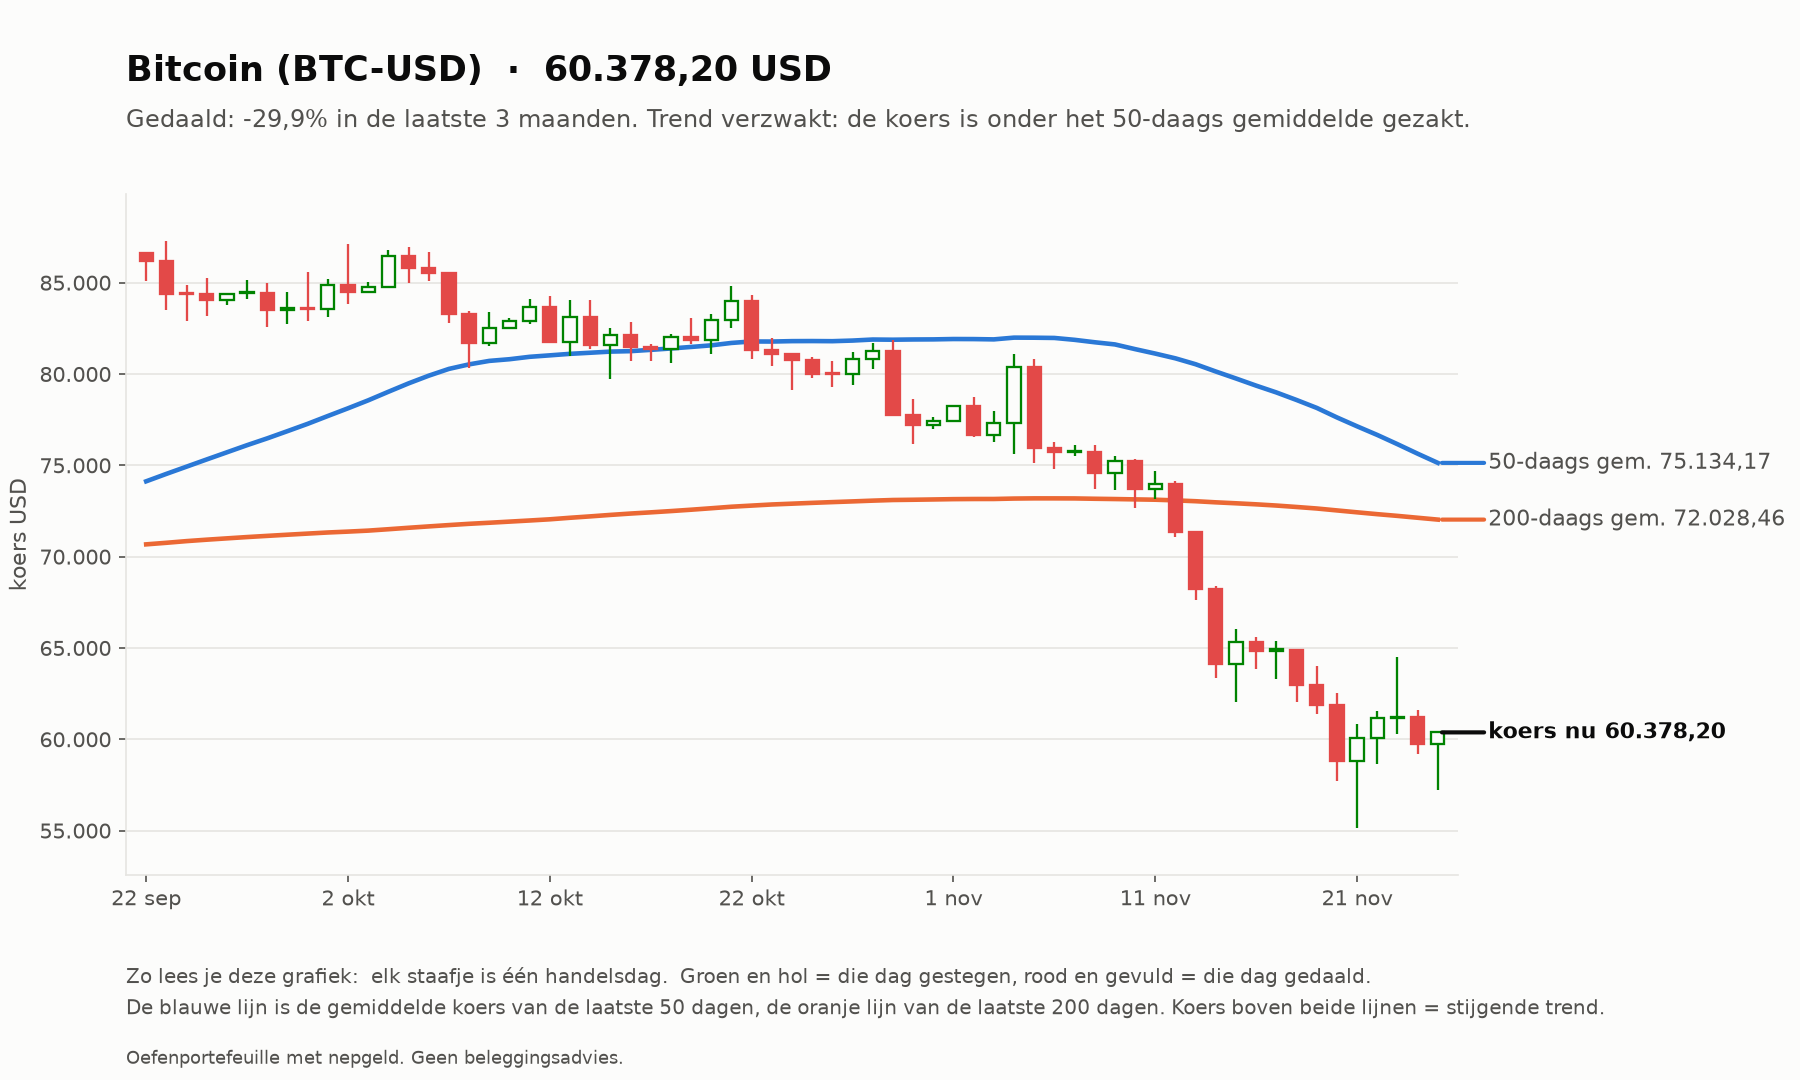 Bitcoin (BTC-USD)  ·  60.378,20 USD
Gedaald: -29,9% in de laatste 3 maanden. Trend verzwakt: de koers is onder het 50-daags gemiddelde gezakt.
koers USD
85.000
80.000
75.000
70.000
65.000
60.000
55.000
50-daags gem. 75.134,17
200-daags gem. 72.028,46
koers nu 60.378,20
22 sep
2 okt
12 okt
22 okt
1 nov
11 nov
21 nov
Zo lees je deze grafiek:  elk staafje is één handelsdag.  Groen en hol = die dag gestegen, rood en gevuld = die dag gedaald.
De blauwe lijn is de gemiddelde koers van de laatste 50 dagen, de oranje lijn van de laatste 200 dagen. Koers boven beide lijnen = stijgende trend.
Oefenportefeuille met nepgeld. Geen beleggingsadvies.